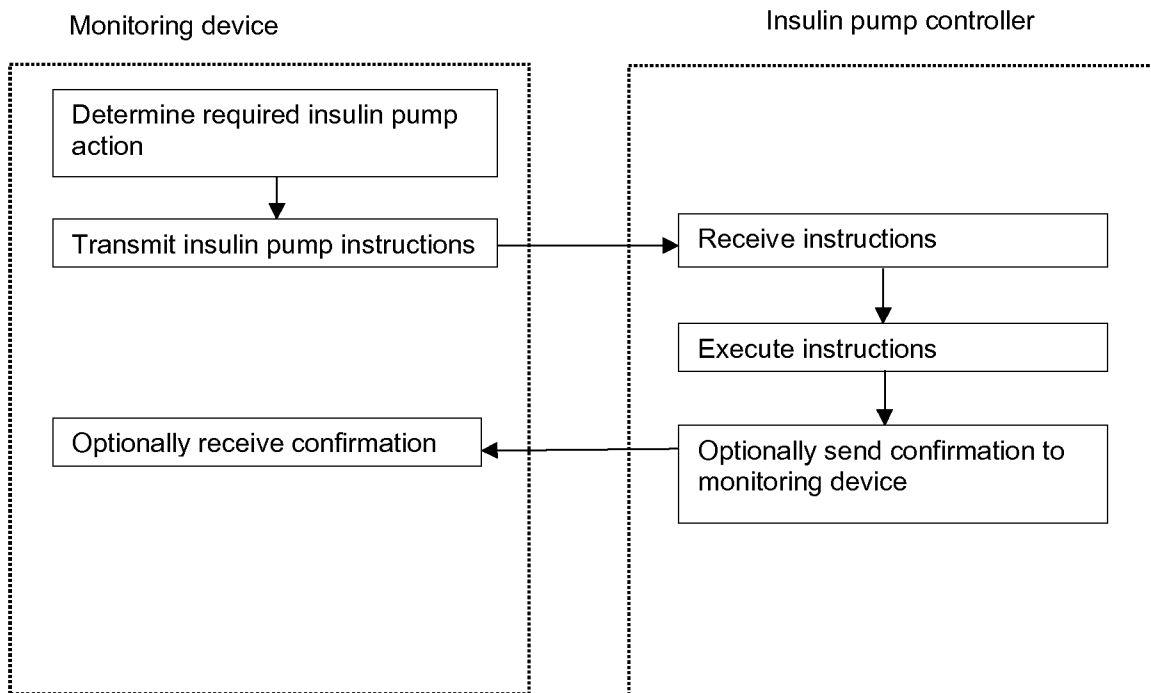 Monitoring device
Insulin pump controller
Determine required insulin pump
action
Transmit insulin pump instructions
Receive instructions
Execute instructions
Optionally send confirmation to
monitoring device
Optionally receive confirmation